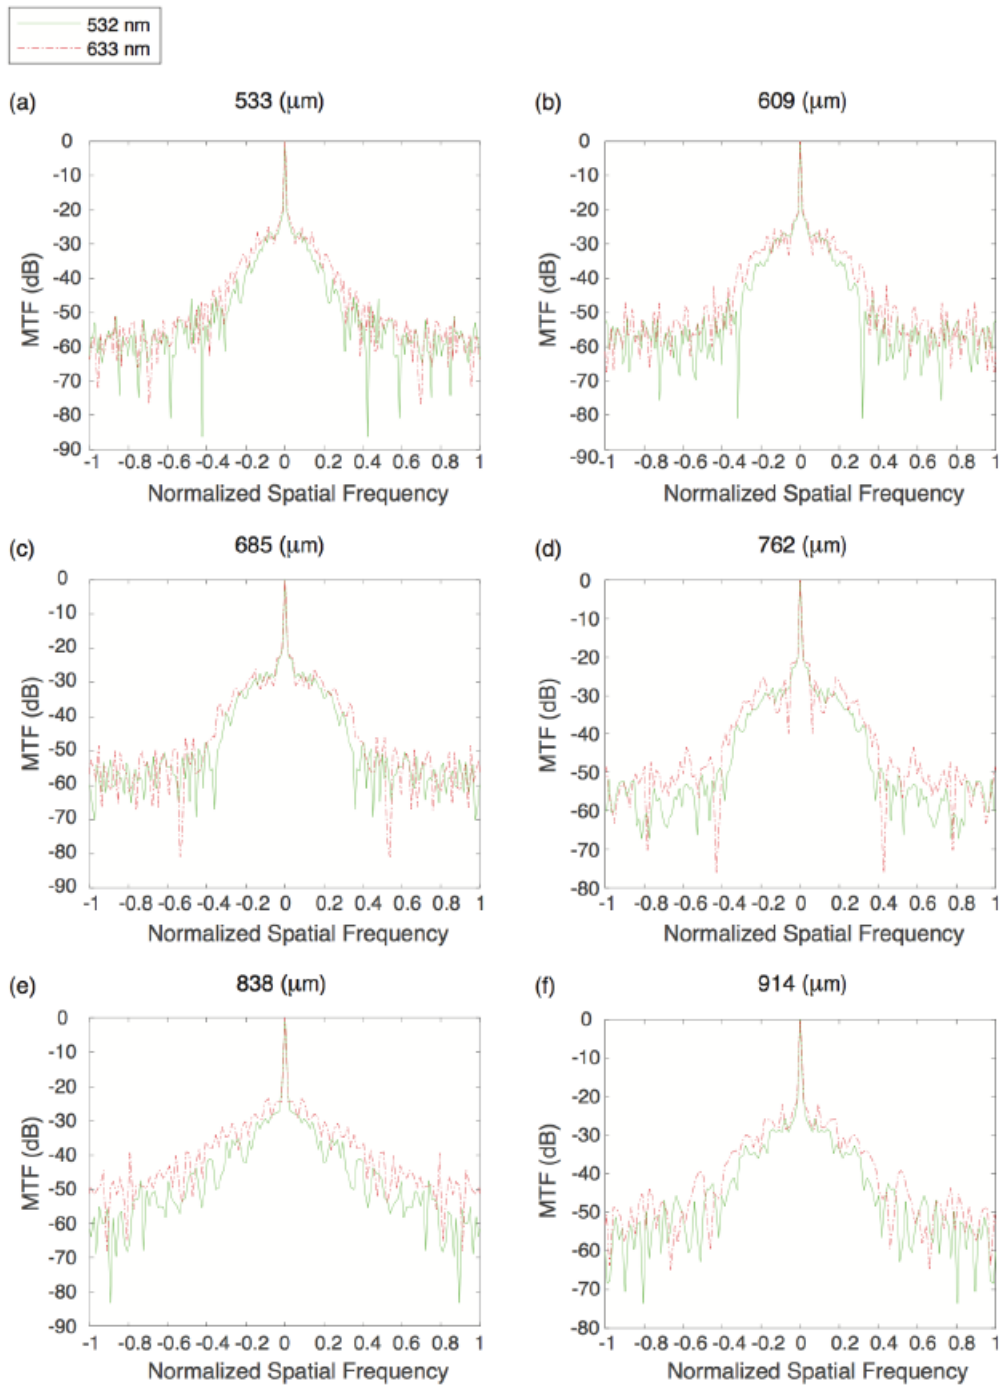 532 nm
633 nm
(a) 533 (μm)
(b) 609 (μm)
0
-10
-20
-30
-40
-50
-60
-70
-80
-90
MTF (dB)
-1 -0.8 -0.6 -0.4 -0.2 0 0.2 0.4 0.6 0.8 1
Normalized Spatial Frequency
0
-10
-20
-30
-40
-50
-60
-70
-80
-90
MTF (dB)
-1 -0.8 -0.6 -0.4 -0.2 0 0.2 0.4 0.6 0.8 1
Normalized Spatial Frequency
(c) 685 (μm)
(d) 762 (μm)
0
-10
-20
-30
-40
-50
-60
-70
-80
-90
MTF (dB)
-1 -0.8 -0.6 -0.4 -0.2 0 0.2 0.4 0.6 0.8 1
Normalized Spatial Frequency
0
-10
-20
-30
-40
-50
-60
-70
-80
MTF (dB)
-1 -0.8 -0.6 -0.4 -0.2 0 0.2 0.4 0.6 0.8 1
Normalized Spatial Frequency
(e) 838 (μm)
(f) 914 (μm)
0
-10
-20
-30
-40
-50
-60
-70
-80
-90
MTF (dB)
-1 -0.8 -0.6 -0.4 -0.2 0 0.2 0.4 0.6 0.8 1
Normalized Spatial Frequency
0
-10
-20
-30
-40
-50
-60
-70
-80
MTF (dB)
-1 -0.8 -0.6 -0.4 -0.2 0 0.2 0.4 0.6 0.8 1
Normalized Spatial Frequency